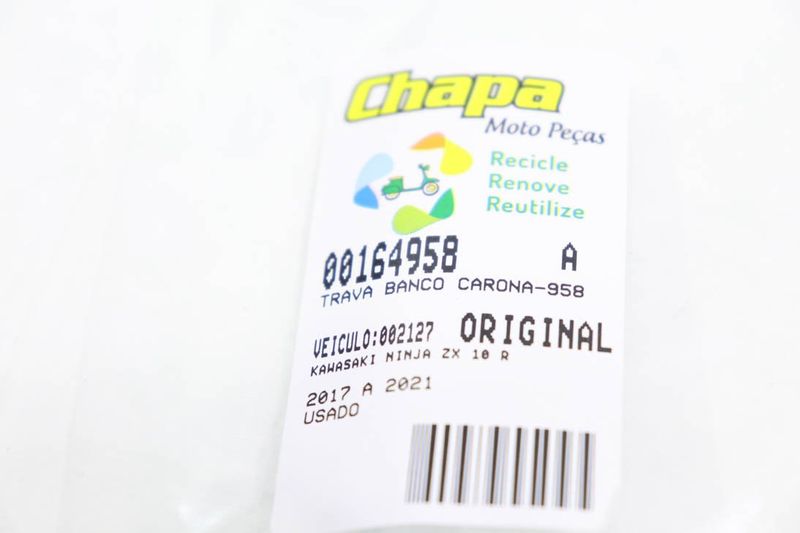 Chapa
Moto Peças
Recicle
Renove
Reutilize
00164958 A
TRAVA BANCO CARONA-958
VEICULO:002127 ORIGINAL
KAWASAKI NINJA ZX 10 R
2017 A 2021
USADO